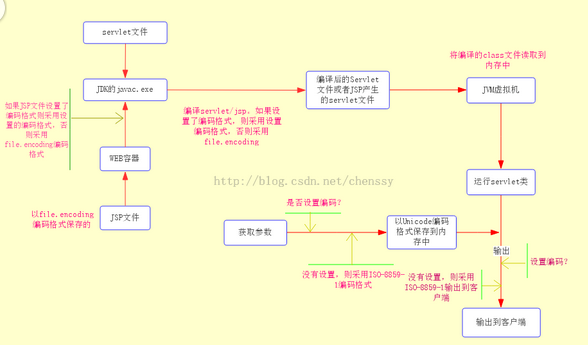 servlet文件
将编译的class文件读取到
内存中
JDK的javac.exe
编译后的Servlet
文件或者JSP产生
的servlet文件
JVM虚拟机
如果JSP文件设置了
编码格式则采用设
置的编码格式，否
则采用
file.encoding编码
格式
编译servlet/jsp，如果设
置了编码格式，则采用设置
编码格式，否则采用
file.encoding
WEB容器
http://blog.csdn.net/chenssy
运行servlet类
以file.encoding
编码格式保存的
JSP文件
是否设置编码？
获取参数
以Unicode编码
格式保存到内
存中
输出
设置编码？
没有设置，则采用ISO-8859-
1编码格式
没有设置，则采用
ISO-8859-1输出到客
户端
输出到客户端